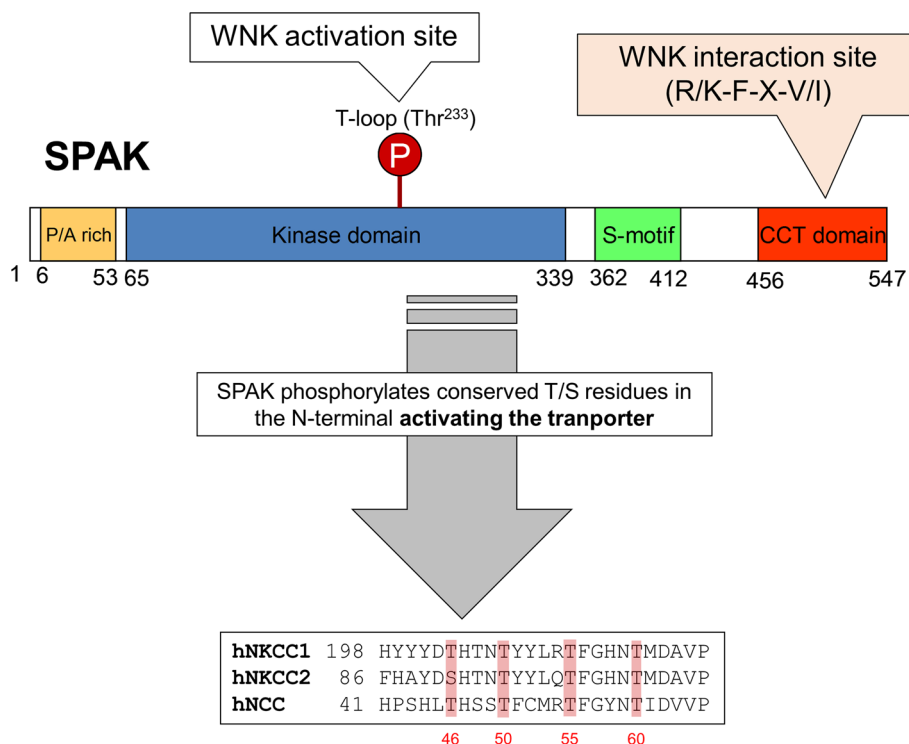 WNK activation site
WNK interaction site
(R/K-F-X-V/I)
T-loop (Thr²³³)
P
SPAK
P/A rich
Kinase domain
S-motif
CCT domain
1 6 53 65 339 362 412 456 547
SPAK phosphorylates conserved T/S residues in
the N-terminal activating the tranporter
hNKCC1 198 HYYYDTHTNTYYLRTFGHNTMDAVP
hNKCC2 86 FHAYDSHTNTYYLQTFGHNTMDAVP
hNCC 41 HPSHLTHSSTFCMRTFGYNTIDVVP
46 50 55 60